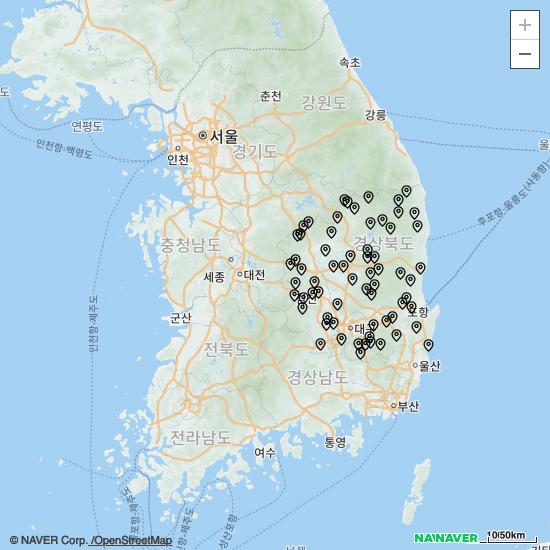 +
−
속초
춘천
강원도
강릉
도
연평도
서울
인천항-백령도
인천
경기도
울
후포항-울릉도(사동항)
충청남도
경상북도
세종
대전
인천항-제주도
군산
포항
대구
전북도
경상남도
울산
부산
전라남도
통영
여수
© NAVER Corp. /OpenStreetMap
NAVER